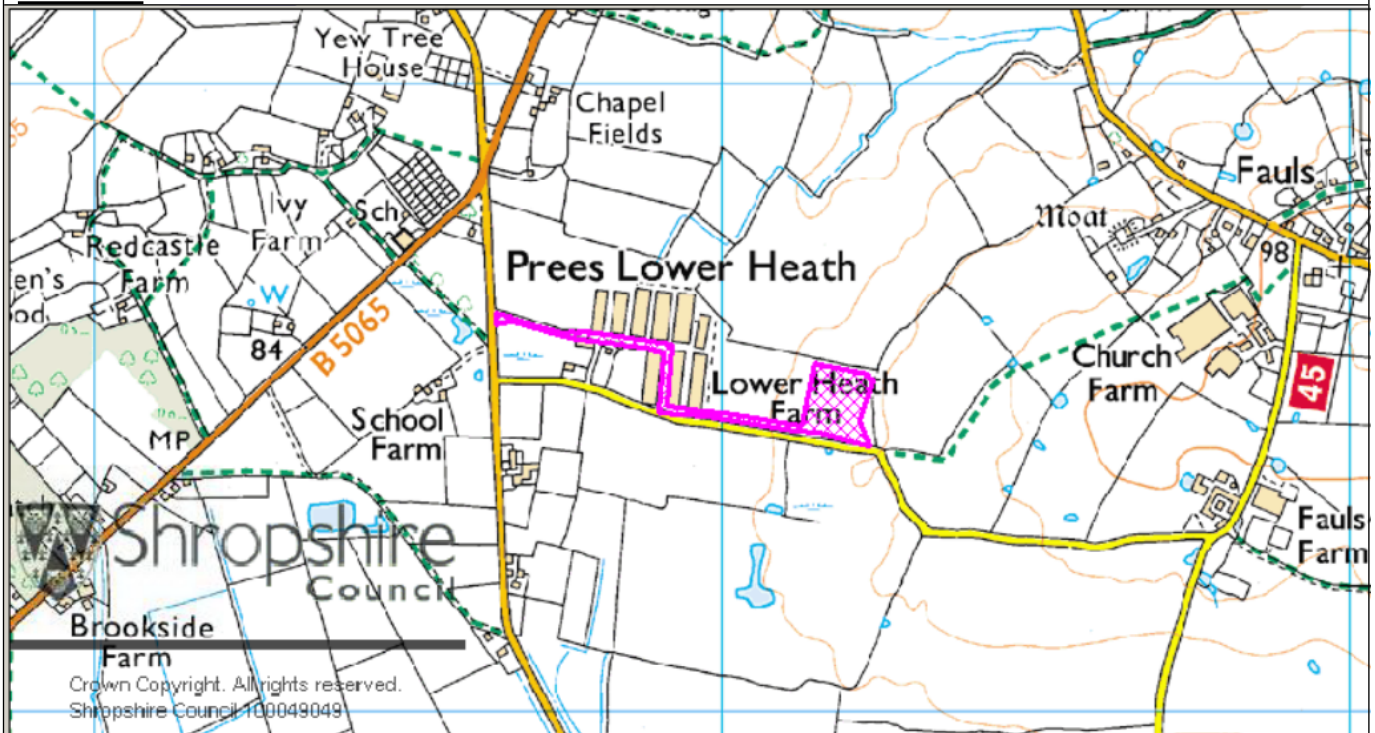 Yew Tree
House
Chapel
Fields
Fauls
Moat
98
Ivy
Farm
Sch
Redcastle
Farm
W
84
B 5065
Prees Lower Heath
Church
Farm
45
Lower Heath
Farm
School
Farm
MP
Fauls
Farm
Shropshire
Council
Brookside
Farm
Crown Copyright. All rights reserved.
Shropshire Council 100049049